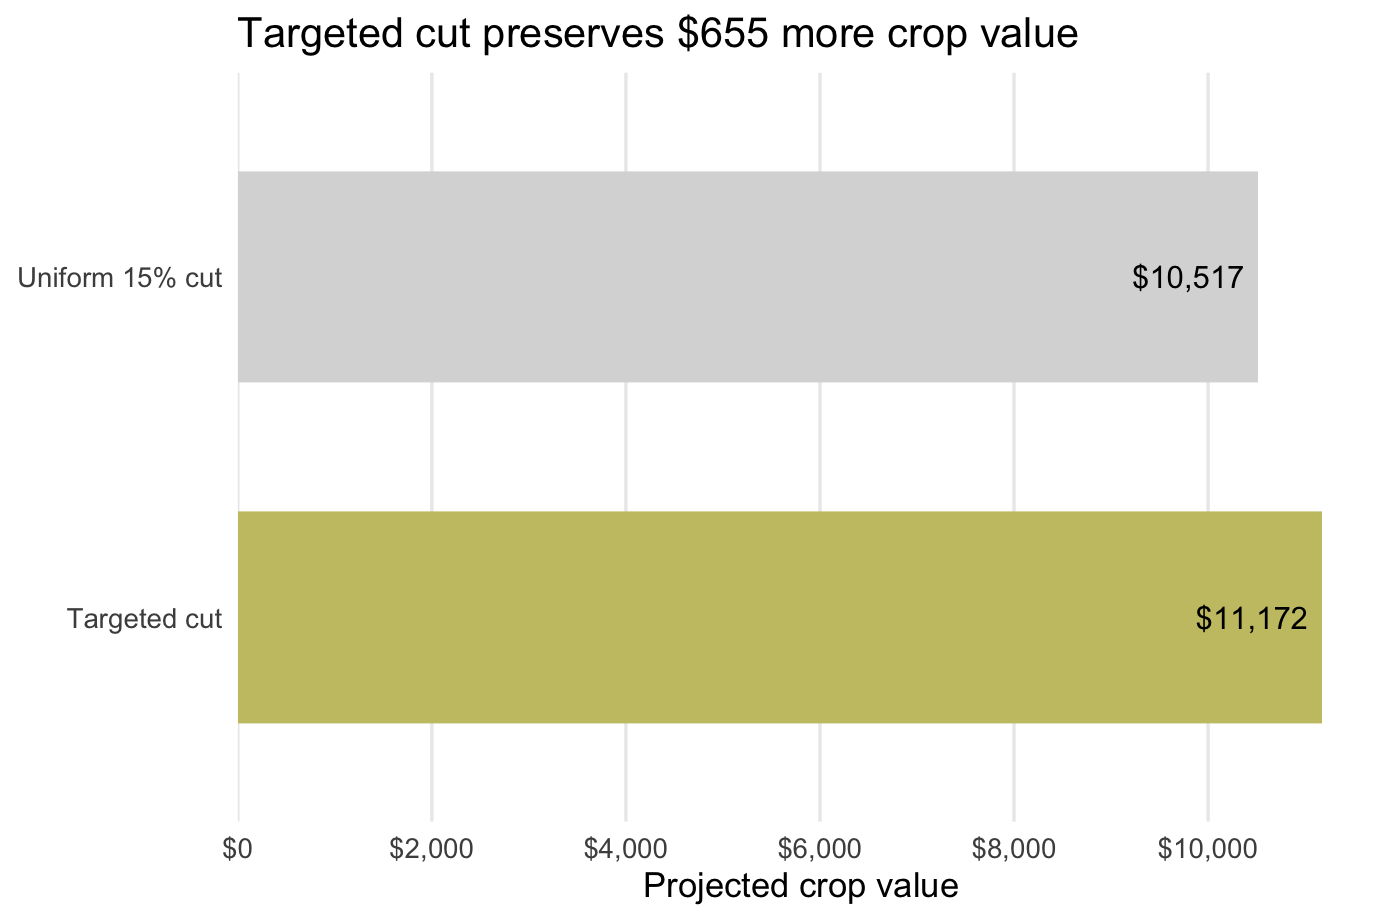 Targeted cut preserves $655 more crop value
Uniform 15% cut
$10,517
Targeted cut
$11,172
$0 $2,000 $4,000 $6,000 $8,000 $10,000
Projected crop value